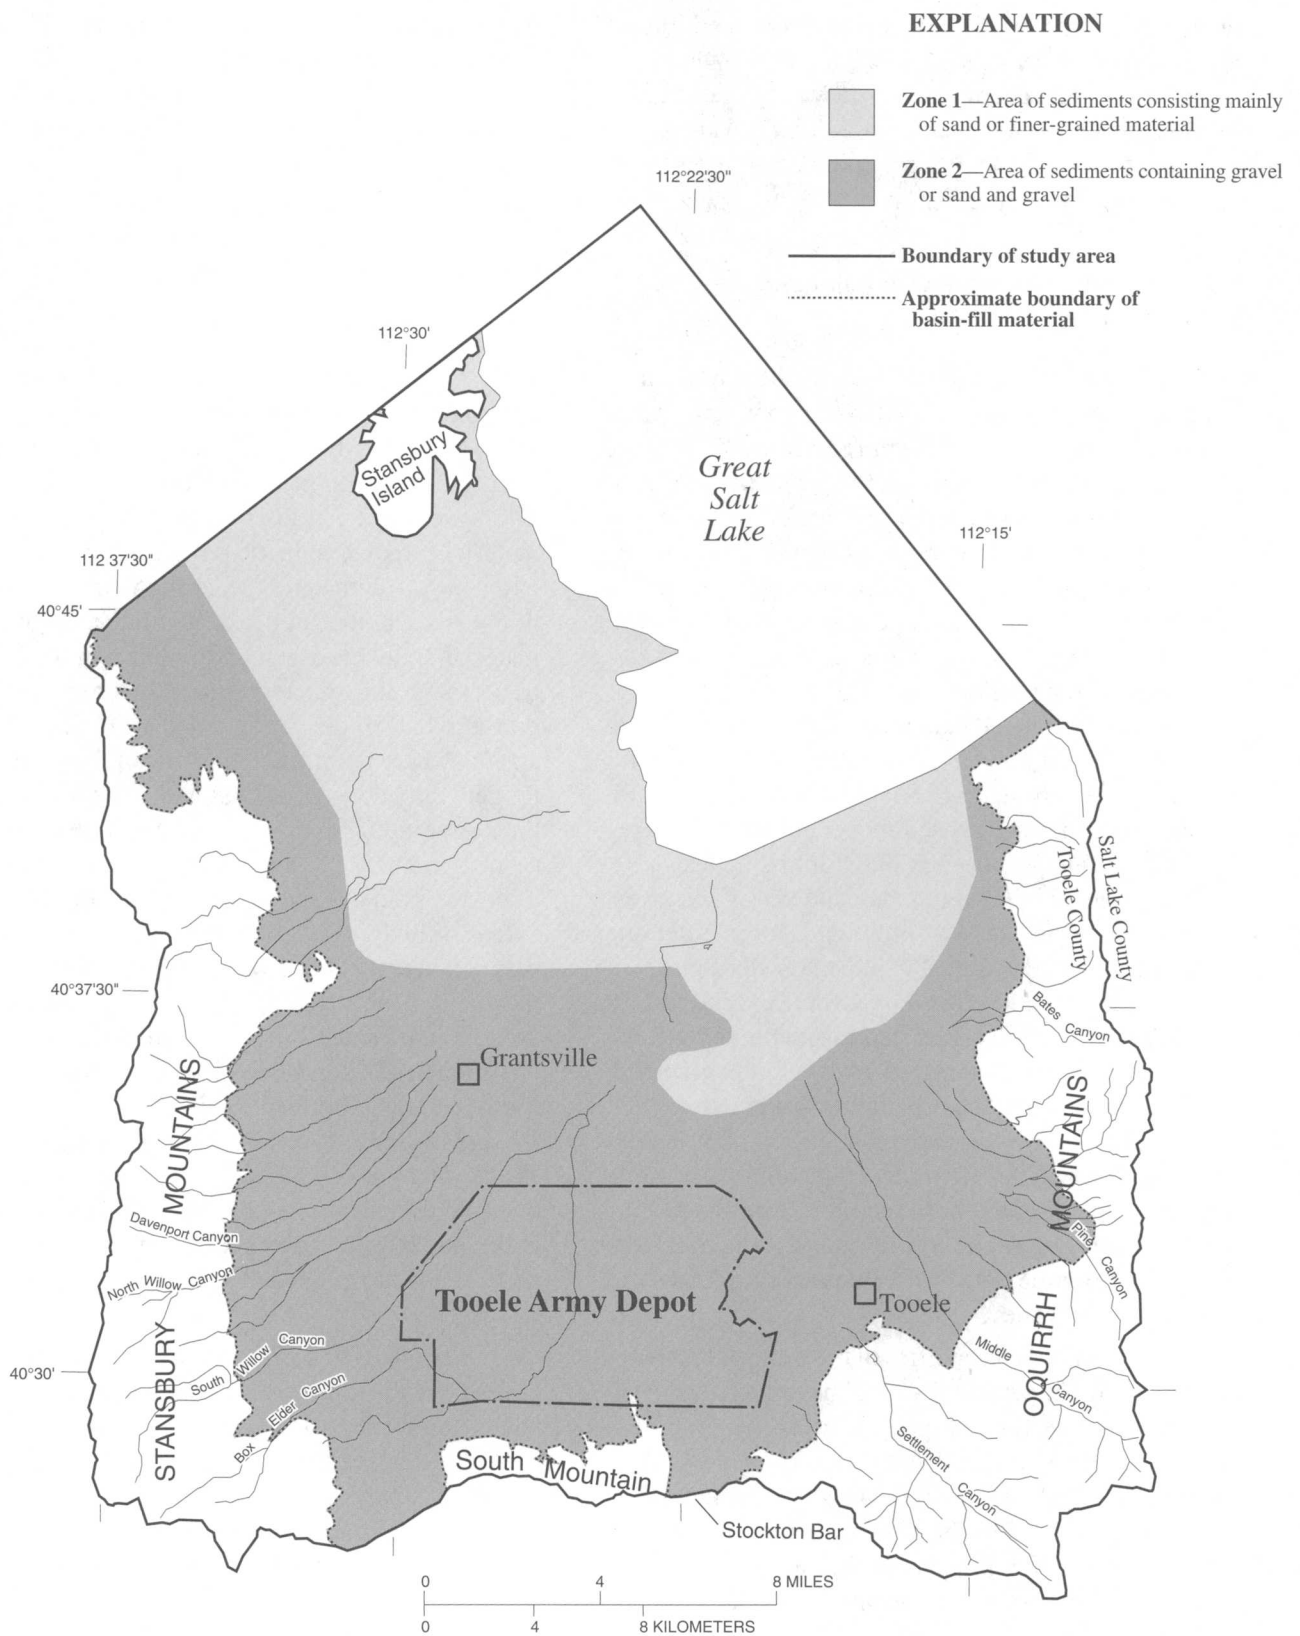 EXPLANATION
Zone 1—Area of sediments consisting mainly
of sand or finer-grained material
Zone 2—Area of sediments containing gravel
or sand and gravel
Boundary of study area
Approximate boundary of
basin-fill material
112°22'30"
112°30'
Stansbury
Island
Great
Salt
Lake
112°15'
112 37'30"
40°45'
Tooele County
Salt Lake County
40°37'30"
Bates
Canyon
Grantsville
MOUNTAINS
MOUNTAINS
Davenport Canyon
North Willow Canyon
Pine
Canyon
Tooele Army Depot
Tooele
STANSBURY
OQUIRRH
South Willow Canyon
Middle
Canyon
40°30'
Box Elder Canyon
Settlement
Canyon
South Mountain
Stockton Bar
0 4 8 MILES
0 4 8 KILOMETERS